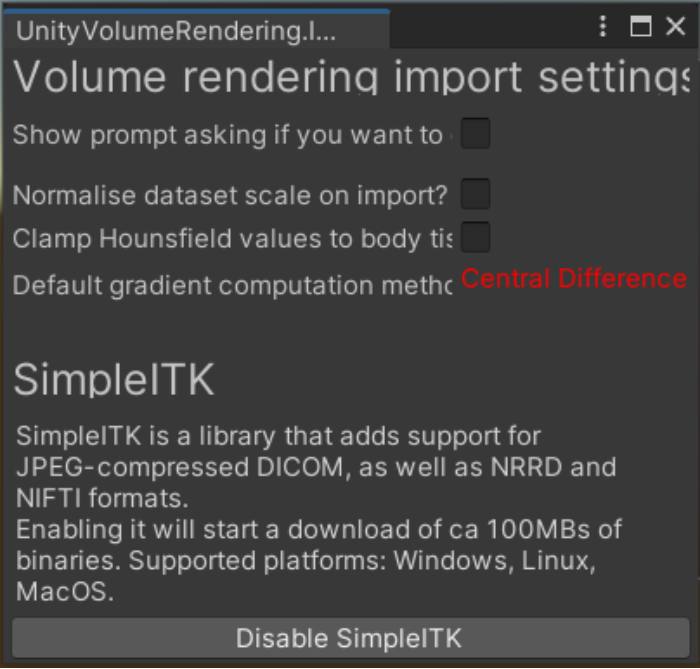 UnityVolumeRendering.I...
Volume rendering import settings
Show prompt asking if you want to
Normalise dataset scale on import?
Clamp Hounsfield values to body tis
Default gradient computation metho Central Difference
SimpleITK
SimpleITK is a library that adds support for
JPEG-compressed DICOM, as well as NRRD and
NIFTI formats.
Enabling it will start a download of ca 100MBs of
binaries. Supported platforms: Windows, Linux,
MacOS.
Disable SimpleITK